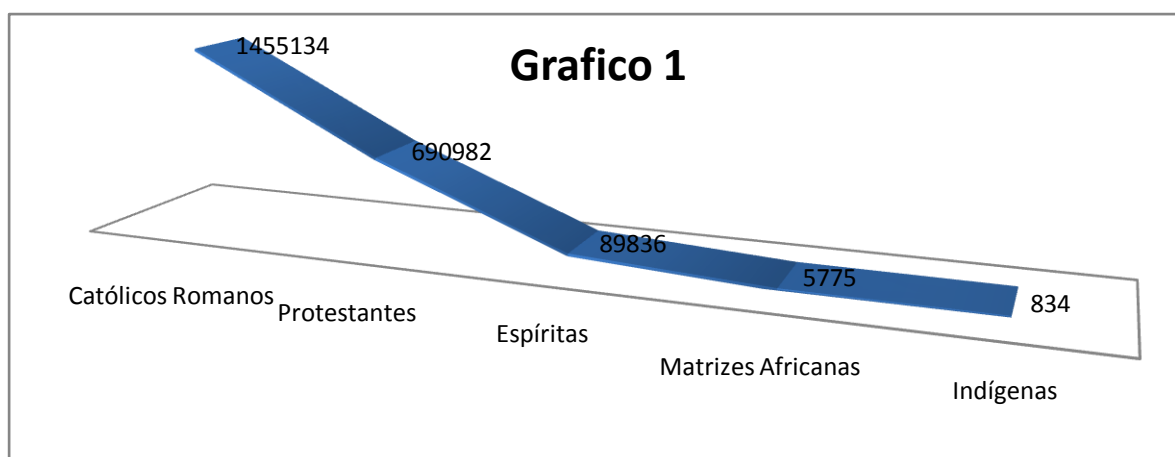 Grafico 1
1455134
690982
89836
5775
834
Católicos Romanos
Protestantes
Espíritas
Matrizes Africanas
Indígenas